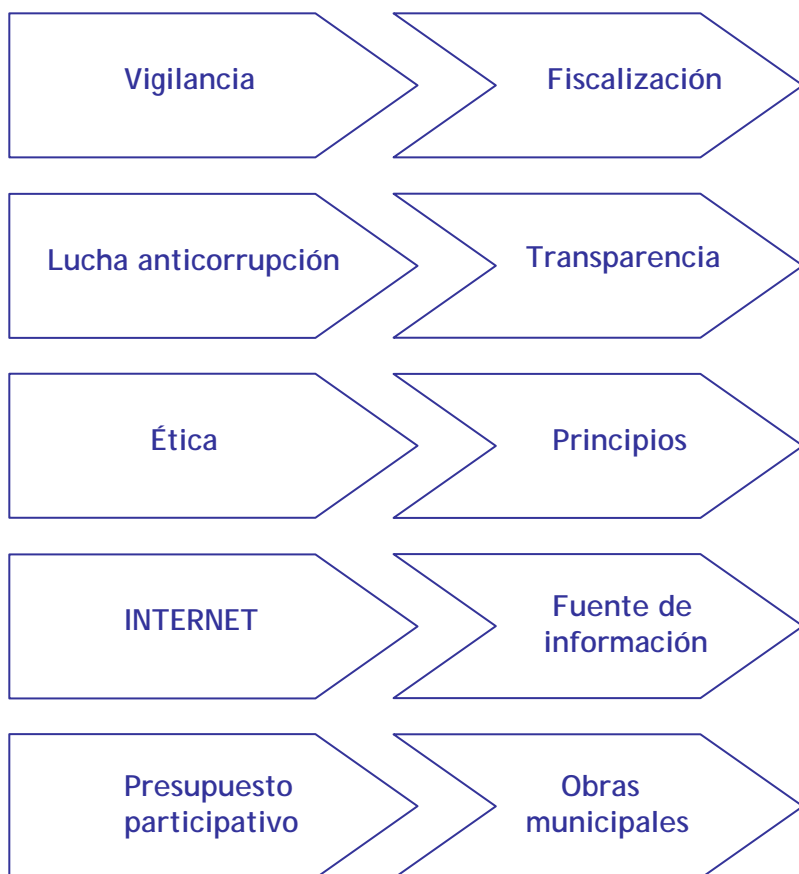 Vigilancia
Fiscalización
Lucha anticorrupción
Transparencia
Ética
Principios
INTERNET
Fuente de
información
Presupuesto
participativo
Obras
municipales